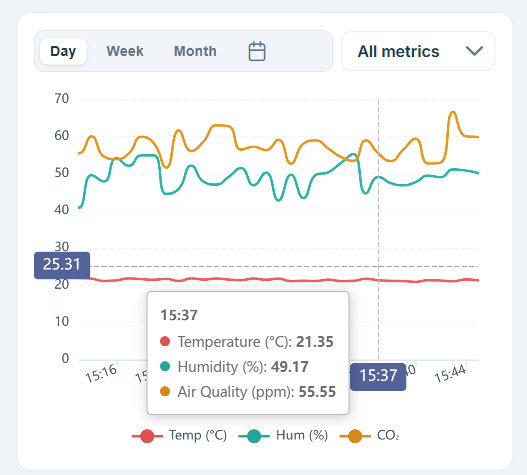 Day Week Month All metrics
70
60
50
40
30
25.31
20
10
0
15:37
Temperature (°C): 21.35
Humidity (%): 49.17
Air Quality (ppm): 55.55
15:16 15:37 15:44
Temp (°C) Hum (%) CO₂